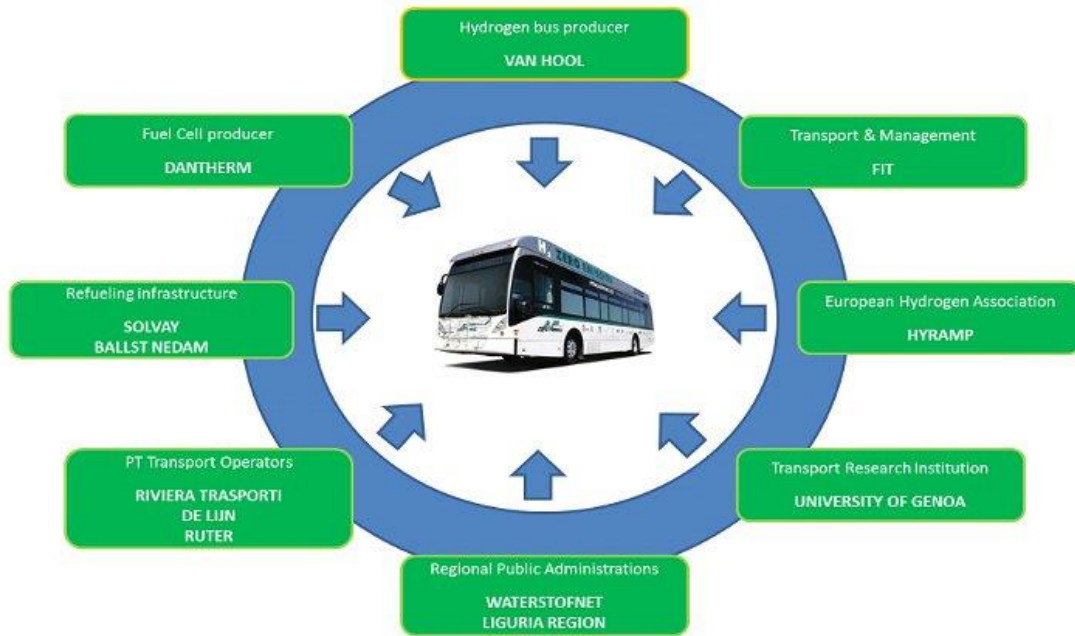 Hydrogen bus producer
VAN HOOL
Fuel Cell producer
DANTHERM
Transport & Management
FIT
Refueling infrastructure
SOLVAY
BALLST NEDAM
European Hydrogen Association
HYRAMP
PT Transport Operators
RIVIERA TRASPORTI
DE LIJN
RUTER
Transport Research Institution
UNIVERSITY OF GENOA
Regional Public Administrations
WATERSTOFNET
LIGURIA REGION